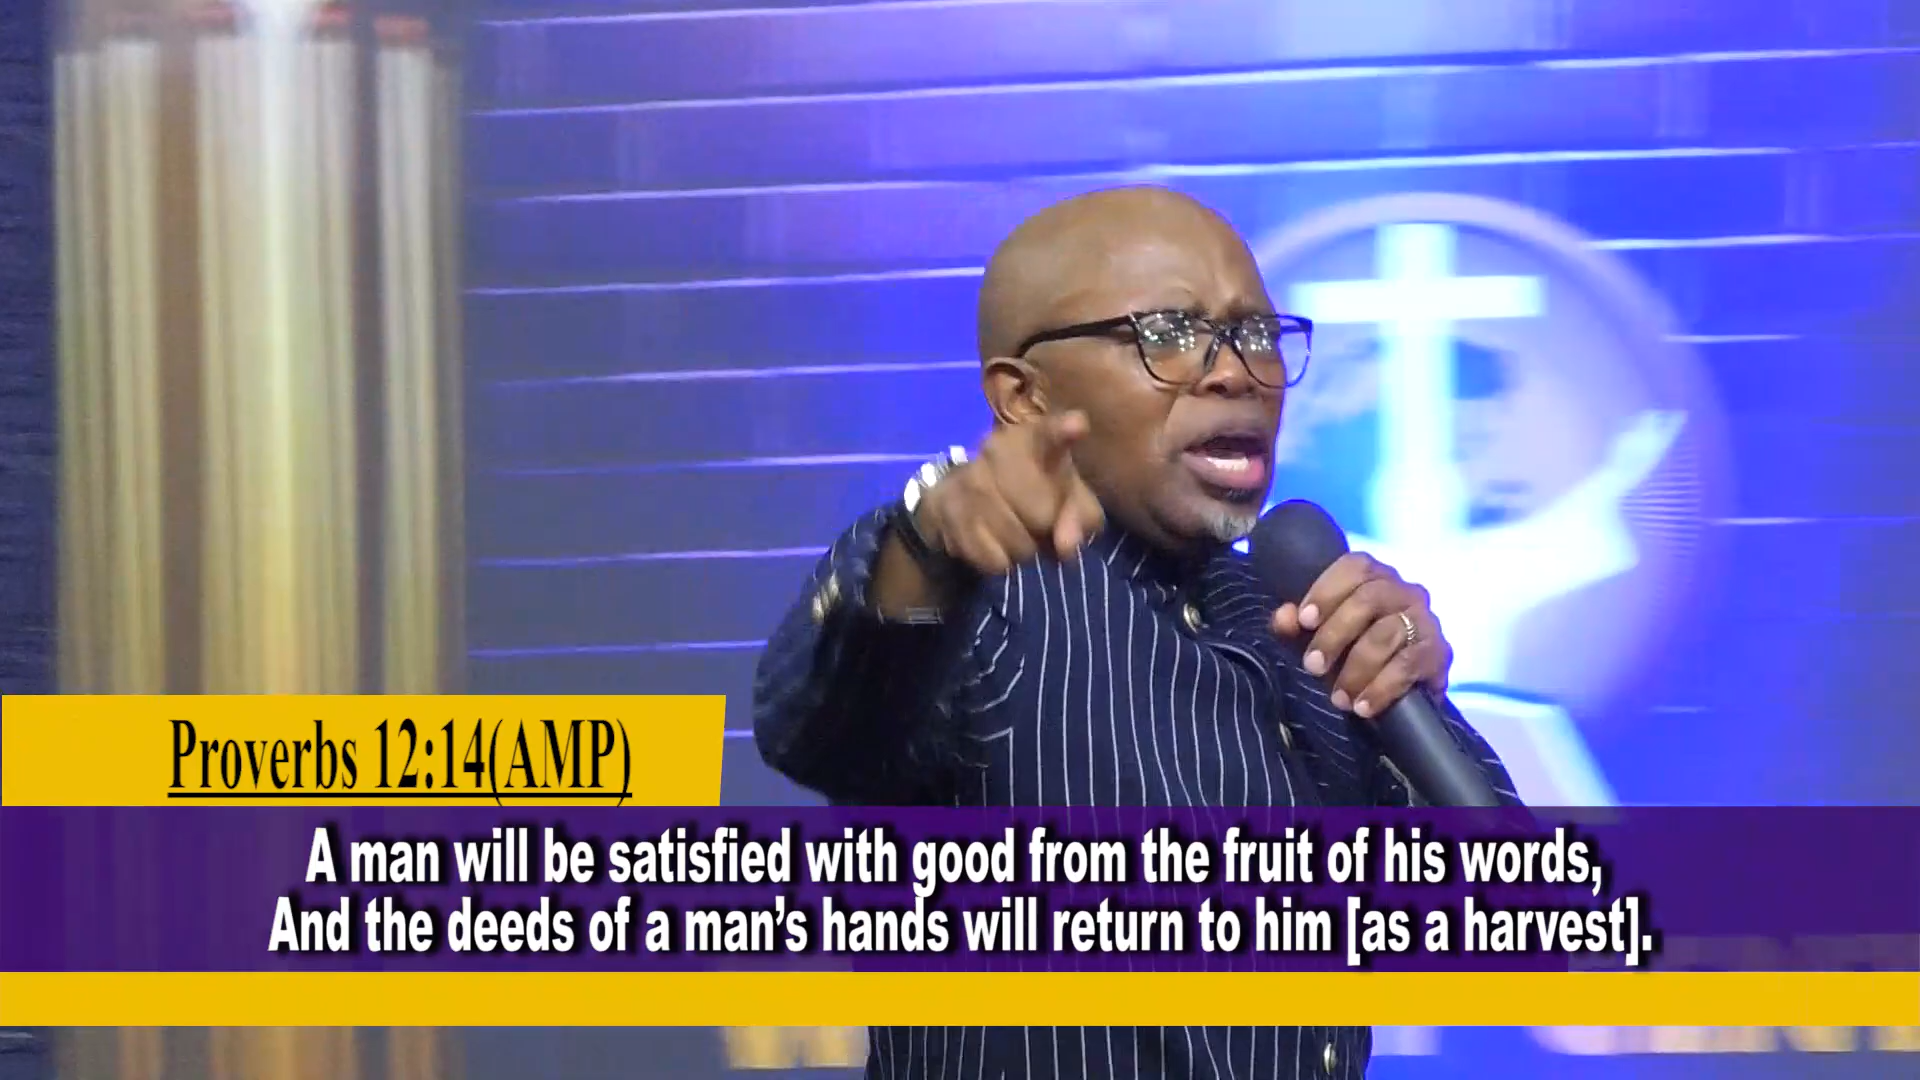 Proverbs 12:14(AMP)
A man will be satisfied with good from the fruit of his words,
And the deeds of a man’s hands will return to him [as a harvest].